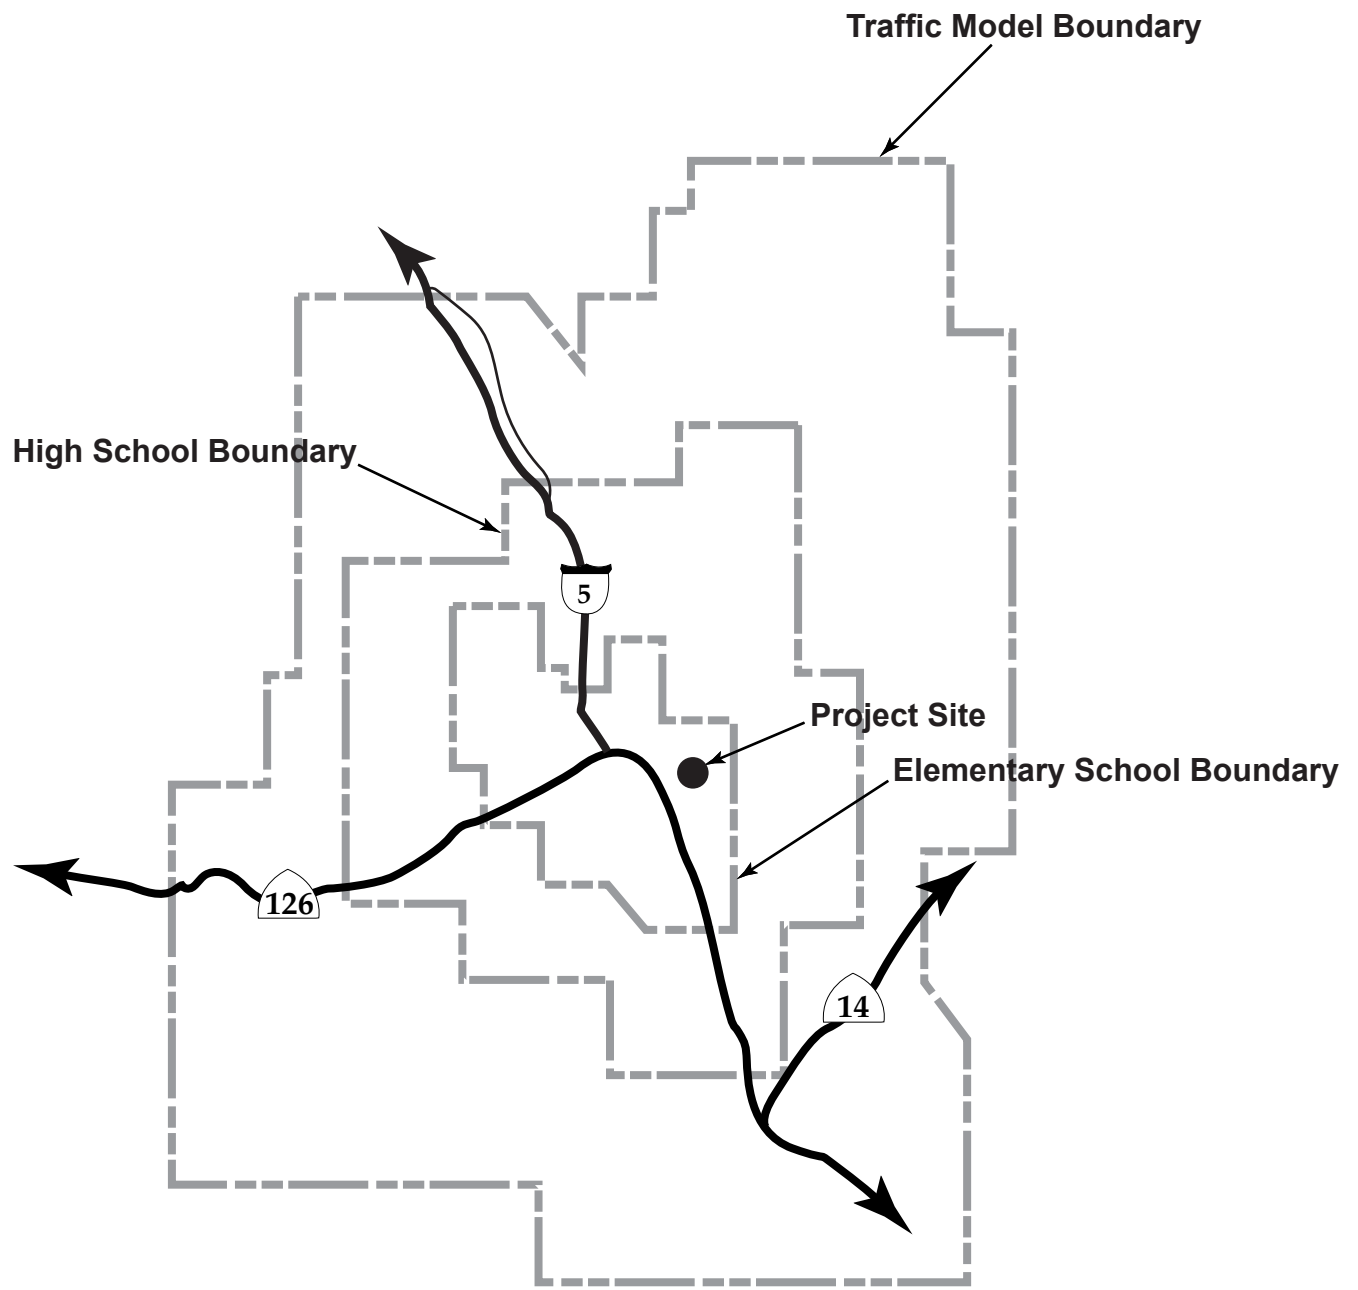 Traffic Model Boundary
High School Boundary
5
Project Site
Elementary School Boundary
126
14